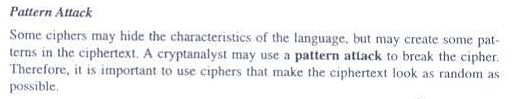 Pattern Attack
Some ciphers may hide the characteristics of the language, but may create some pat-
terns in the ciphertext. A cryptanalyst may use a pattern attack to break the cipher.
Therefore, it is important to use ciphers that make the ciphertext look as random as
possible.